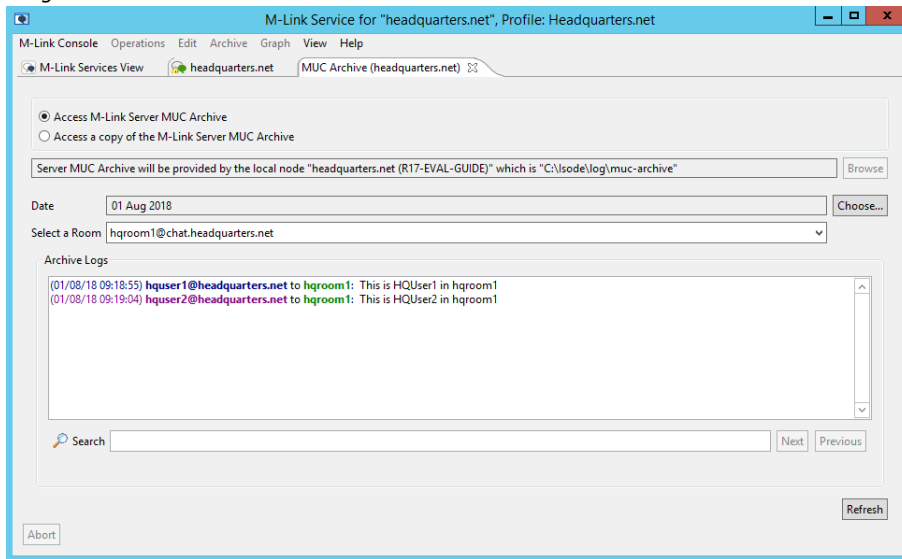 M-Link Service for "headquarters.net", Profile: Headquarters.net
M-Link Console Operations Edit Archive Graph View Help
M-Link Services View headquarters.net MUC Archive (headquarters.net)
Access M-Link Server MUC Archive
Access a copy of the M-Link Server MUC Archive
Server MUC Archive will be provided by the local node "headquarters.net (R17-EVAL-GUIDE)" which is "C:\Isode\log\muc-archive" Browse
Date 01 Aug 2018 Choose...
Select a Room hqroom1@chat.headquarters.net
Archive Logs
(01/08/18 09:18:55) hquser1@headquarters.net to hqroom1: This is HQUser1 in hqroom1
(01/08/18 09:19:04) hquser2@headquarters.net to hqroom1: This is HQUser2 in hqroom1
Search Next Previous
Refresh
Abort